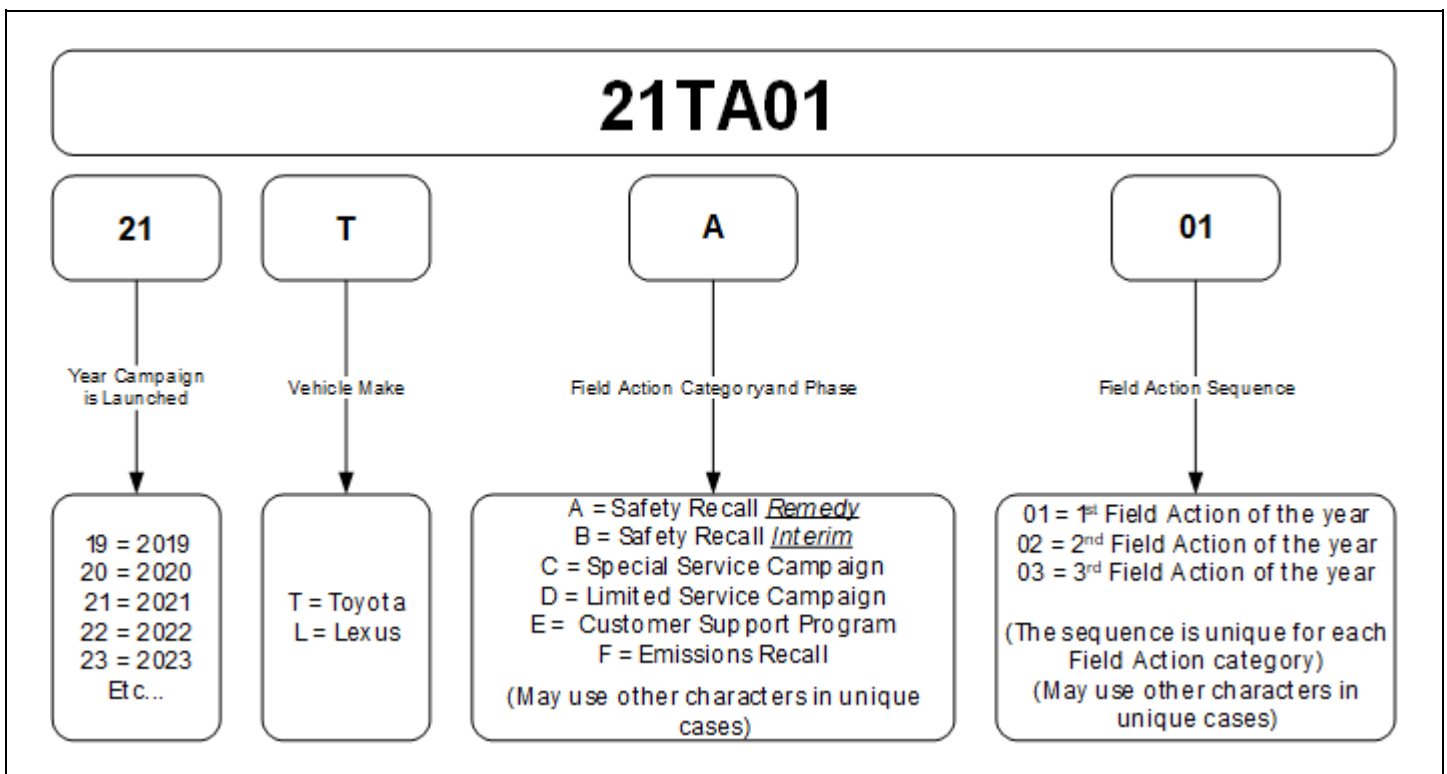 21TA01
21
T
A
01
Year Campaign
is Launched
Vehicle Make
Field Action Categoryand Phase
Field Action Sequence
19 = 2019
20 = 2020
21 = 2021
22 = 2022
23 = 2023
Etc...
T = Toyota
L = Lexus
A = Safety Recall Remedy
B = Safety Recall Interim
C = Special Service Campaign
D = Limited Service Campaign
E = Customer Support Program
F = Emissions Recall
(May use other characters in unique
cases)
01 = 1st Field Action of the year
02 = 2nd Field Action of the year
03 = 3rd Field Action of the year
(The sequence is unique for each
Field Action category)
(May use other characters in
unique cases)